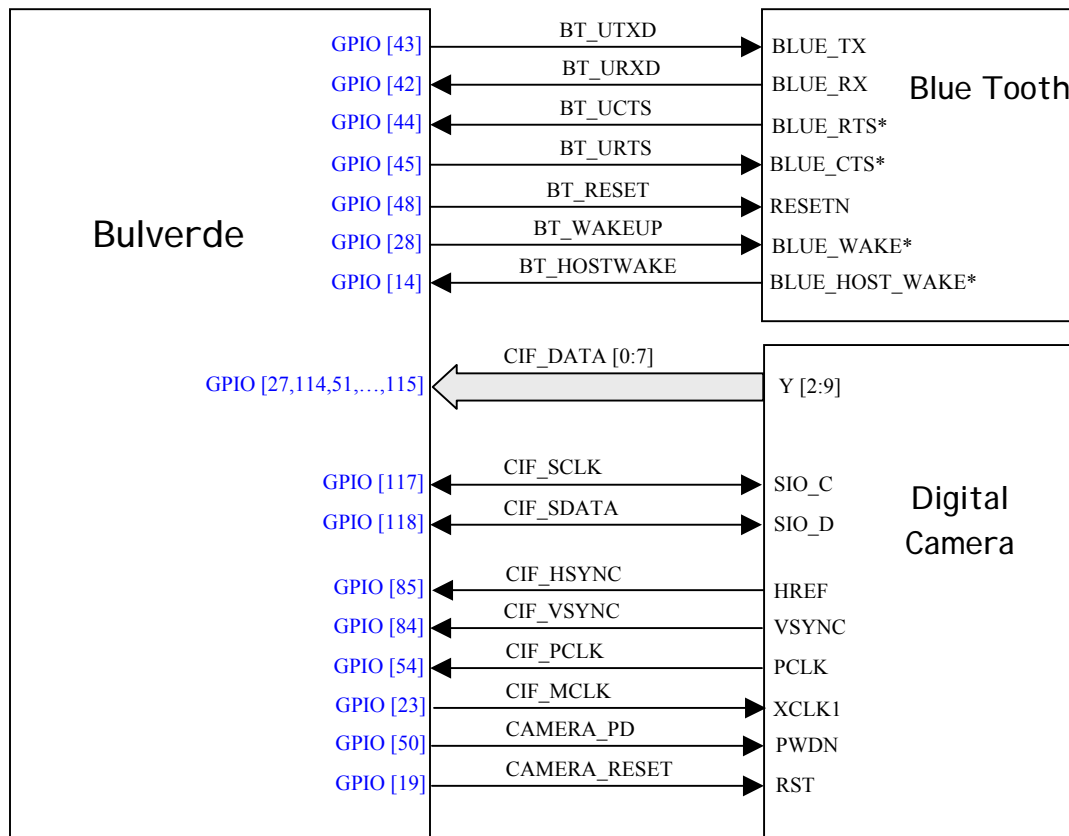 BT_UTXD
GPIO [43]
BLUE_TX
BT_URXD
GPIO [42]
BLUE_RX
Blue Tooth
BT_UCTS
GPIO [44]
BLUE_RTS*
BT_URTS
GPIO [45]
BLUE_CTS*
BT_RESET
GPIO [48]
RESETN
Bulverde
BT_WAKEUP
GPIO [28]
BLUE_WAKE*
BT_HOSTWAKE
GPIO [14]
BLUE_HOST_WAKE*
CIF_DATA [0:7]
GPIO [27,114,51,…,115]
Y [2:9]
CIF_SCLK
GPIO [117]
SIO_C
Digital
Camera
CIF_SDATA
GPIO [118]
SIO_D
CIF_HSYNC
GPIO [85]
HREF
CIF_VSYNC
GPIO [84]
VSYNC
CIF_PCLK
GPIO [54]
PCLK
CIF_MCLK
GPIO [23]
XCLK1
CAMERA_PD
GPIO [50]
PWDN
CAMERA_RESET
GPIO [19]
RST